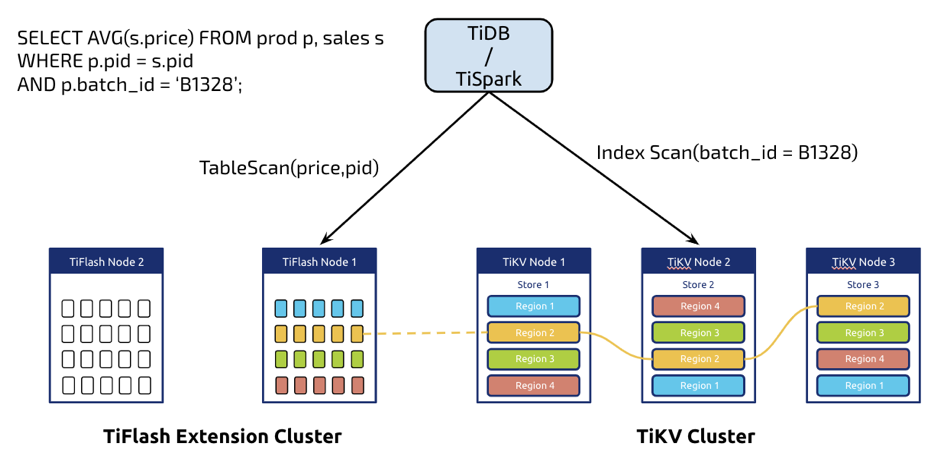 SELECT AVG(s.price) FROM prod p, sales s
WHERE p.pid = s.pid
AND p.batch_id = ‘B1328’;
TiDB
/
TiSpark
TableScan(price,pid)
Index Scan(batch_id = B1328)
TiFlash Node 2
TiFlash Node 1
TiKV Node 1
Store 1
Region 1
Region 2
Region 3
Region 4
TiKV Node 2
Store 2
Region 4
Region 3
Region 2
Region 1
TiKV Node 3
Store 3
Region 2
Region 3
Region 4
Region 1
TiFlash Extension Cluster
TiKV Cluster